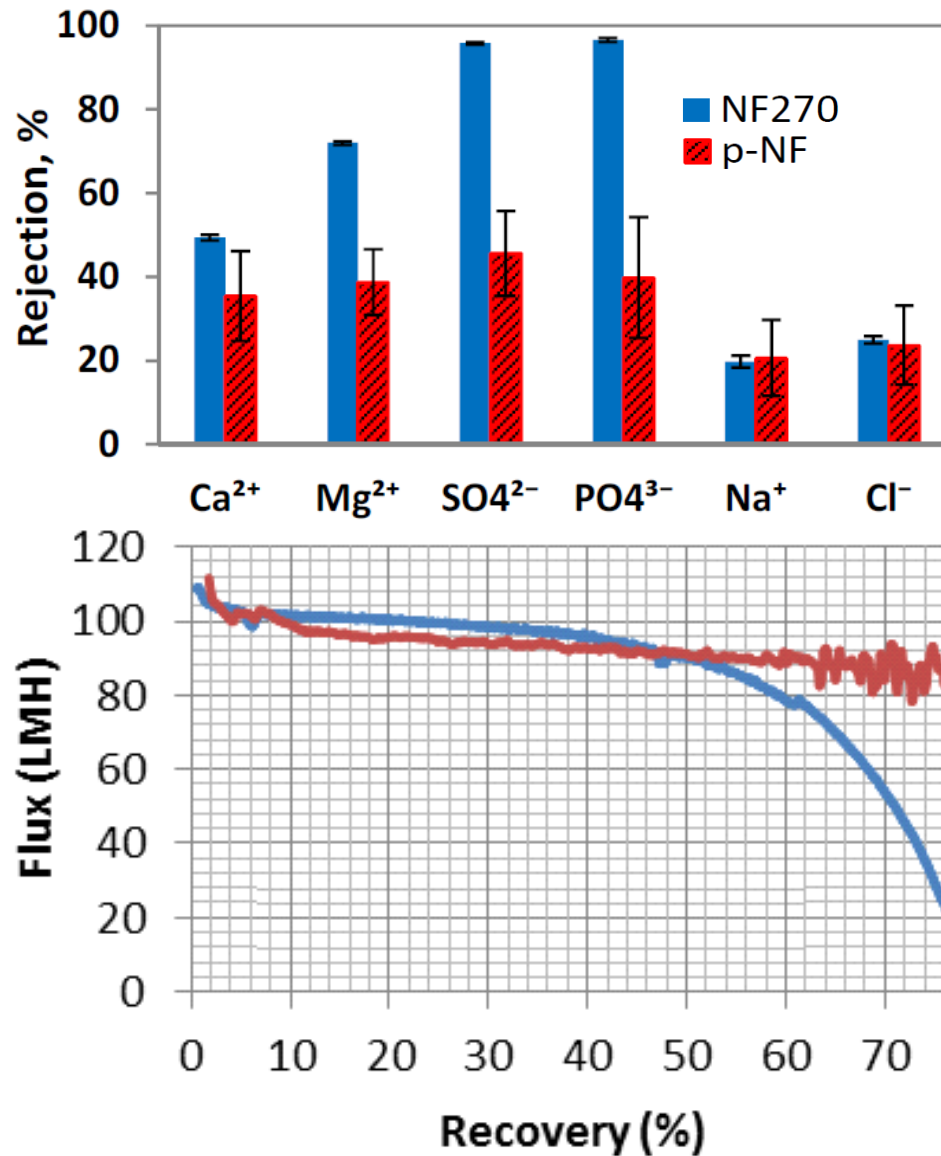 100
80
60
40
20
0
Rejection, %
NF270
p-NF
Ca²⁺ Mg²⁺ SO4²⁻ PO4³⁻ Na⁺ Cl⁻
120
100
80
60
40
20
0
Flux (LMH)
0 10 20 30 40 50 60 70
Recovery (%)